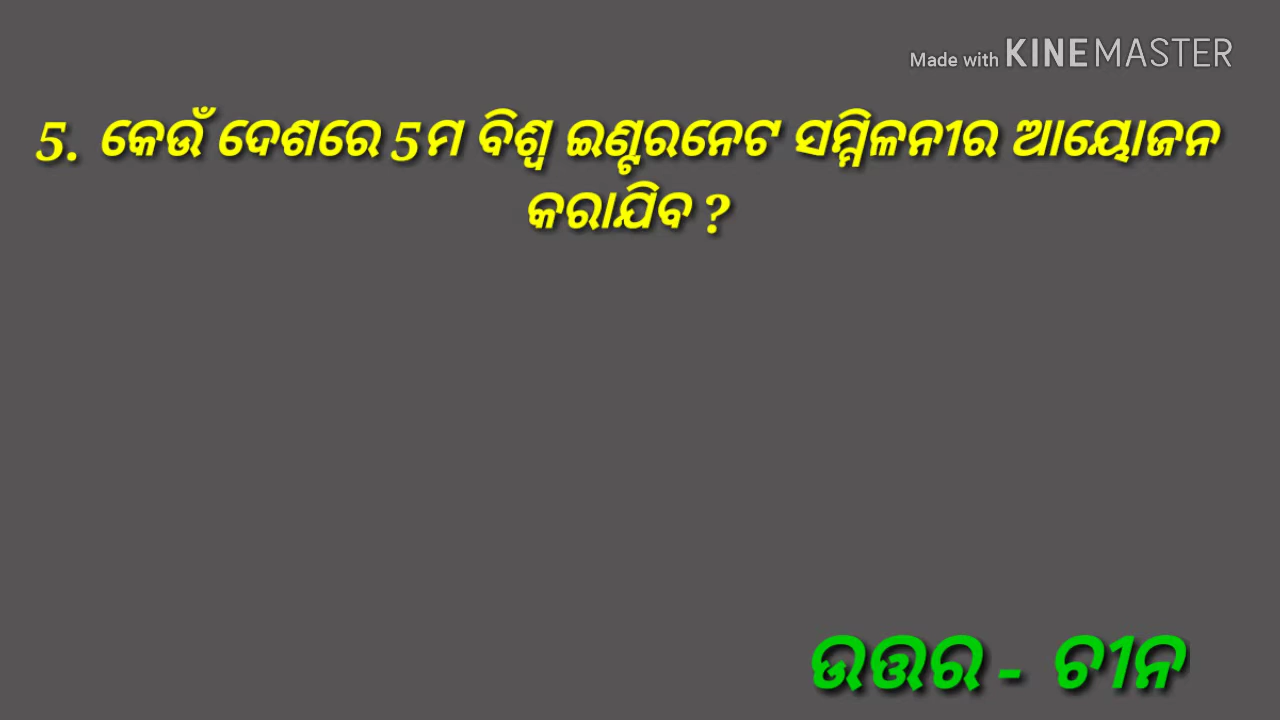 Made with KINEMASTER
5. କେଉଁ ଦେଶରେ 5ମ ବିଶ୍ୱ ଇଣ୍ଟରନେଟ ସମ୍ମିଳନୀର ଆୟୋଜନ
କରାଯିବ ?
ଉତ୍ତର - ଚୀନ